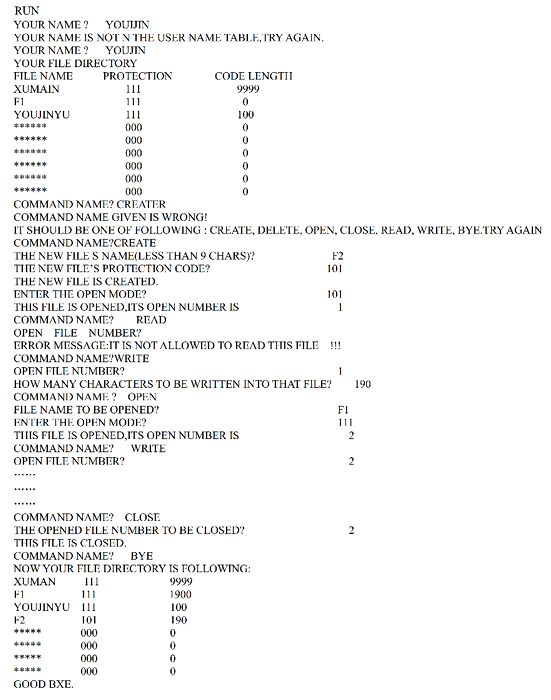 RUN
YOUR NAME ? YOUIJIN
YOUR NAME IS NOT N THE USER NAME TABLE,TRY AGAIN.
YOUR NAME ? YOUJIN
YOUR FILE DIRECTORY
FILE NAME PROTECTION CODE LENGTH
XUMAIN 111 9999
F1 111 0
YOUJINYU 111 100
****** 000 0
****** 000 0
****** 000 0
****** 000 0
****** 000 0
****** 000 0
COMMAND NAME? CREATER
COMMAND NAME GIVEN IS WRONG!
IT SHOULD BE ONE OF FOLLOWING : CREATE, DELETE, OPEN, CLOSE, READ, WRITE, BYE.TRY AGAIN
COMMAND NAME?CREATE
THE NEW FILE S NAME(LESS THAN 9 CHARS)? F2
THE NEW FILE'S PROTECTION CODE? 101
THE NEW FILE IS CREATED.
ENTER THE OPEN MODE? 101
THIS FILE IS OPENED,ITS OPEN NUMBER IS 1
COMMAND NAME? READ
OPEN FILE NUMBER?
ERROR MESSAGE:IT IS NOT ALLOWED TO READ THIS FILE !!!
COMMAND NAME?WRITE
OPEN FILE NUMBER? 1
HOW MANY CHARACTERS TO BE WRITTEN INTO THAT FILE? 190
COMMAND NAME ? OPEN
FILE NAME TO BE OPENED? F1
ENTER THE OPEN MODE? 111
THIS FILE IS OPENED,ITS OPEN NUMBER IS 2
COMMAND NAME? WRITE
OPEN FILE NUMBER? 2
......
......
......
COMMAND NAME? CLOSE
THE OPENED FILE NUMBER TO BE CLOSED? 2
THIS FILE IS CLOSED.
COMMAND NAME? BYE
NOW YOUR FILE DIRECTORY IS FOLLOWING:
XUMAN 111 9999
F1 111 1900
YOUJINYU 111 100
F2 101 190
***** 000 0
***** 000 0
***** 000 0
***** 000 0
GOOD BXE.